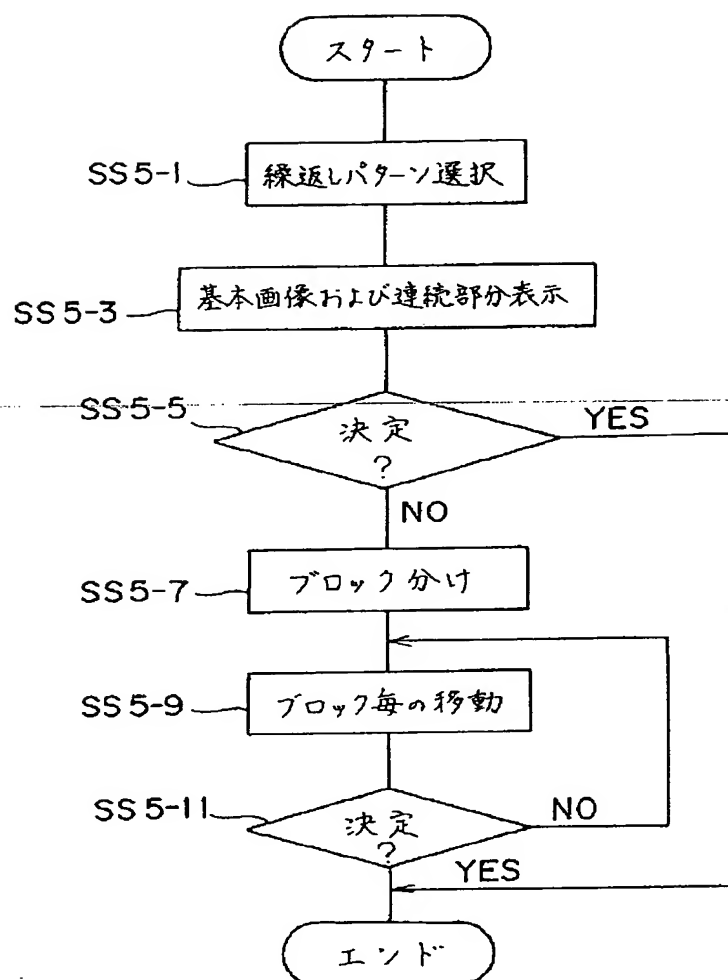 スタート
SS5-1
繰返しパターン選択
SS5-3
基本画像および連続部分表示
SS5-5
決定
?
YES
NO
SS5-7
ブロック分け
SS5-9
ブロック毎の移動
SS5-11
決定
?
NO
YES
エンド